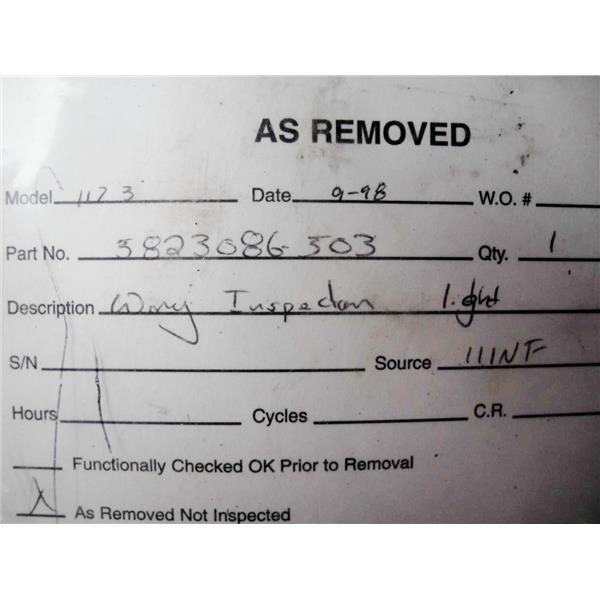 AS REMOVED
Model 1123 Date 9-98 W.O. #
Part No. 5823086-503 Qty. 1
Description Wing Inspection light
S/N Source 111NF
Hours Cycles C.R.
Functionally Checked OK Prior to Removal
X As Removed Not Inspected